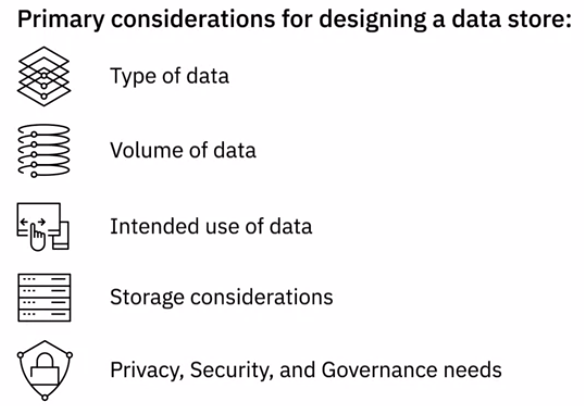 Primary considerations for designing a data store:
Type of data
Volume of data
Intended use of data
Storage considerations
Privacy, Security, and Governance needs